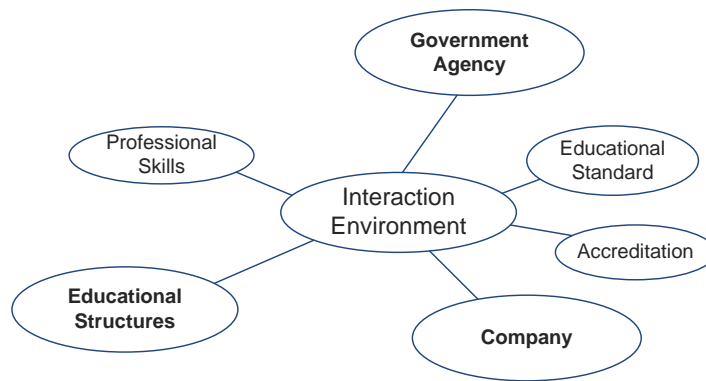 Government
Agency
Professional
Skills
Educational
Standard
Interaction
Environment
Accreditation
Educational
Structures
Company